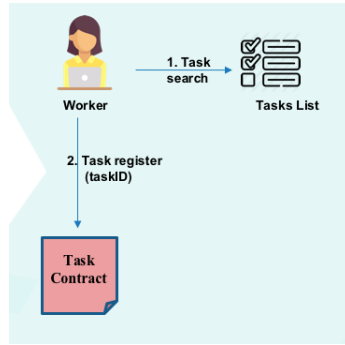 1. Task
search
Worker
Tasks List
2. Task register
(taskID)
Task
Contract